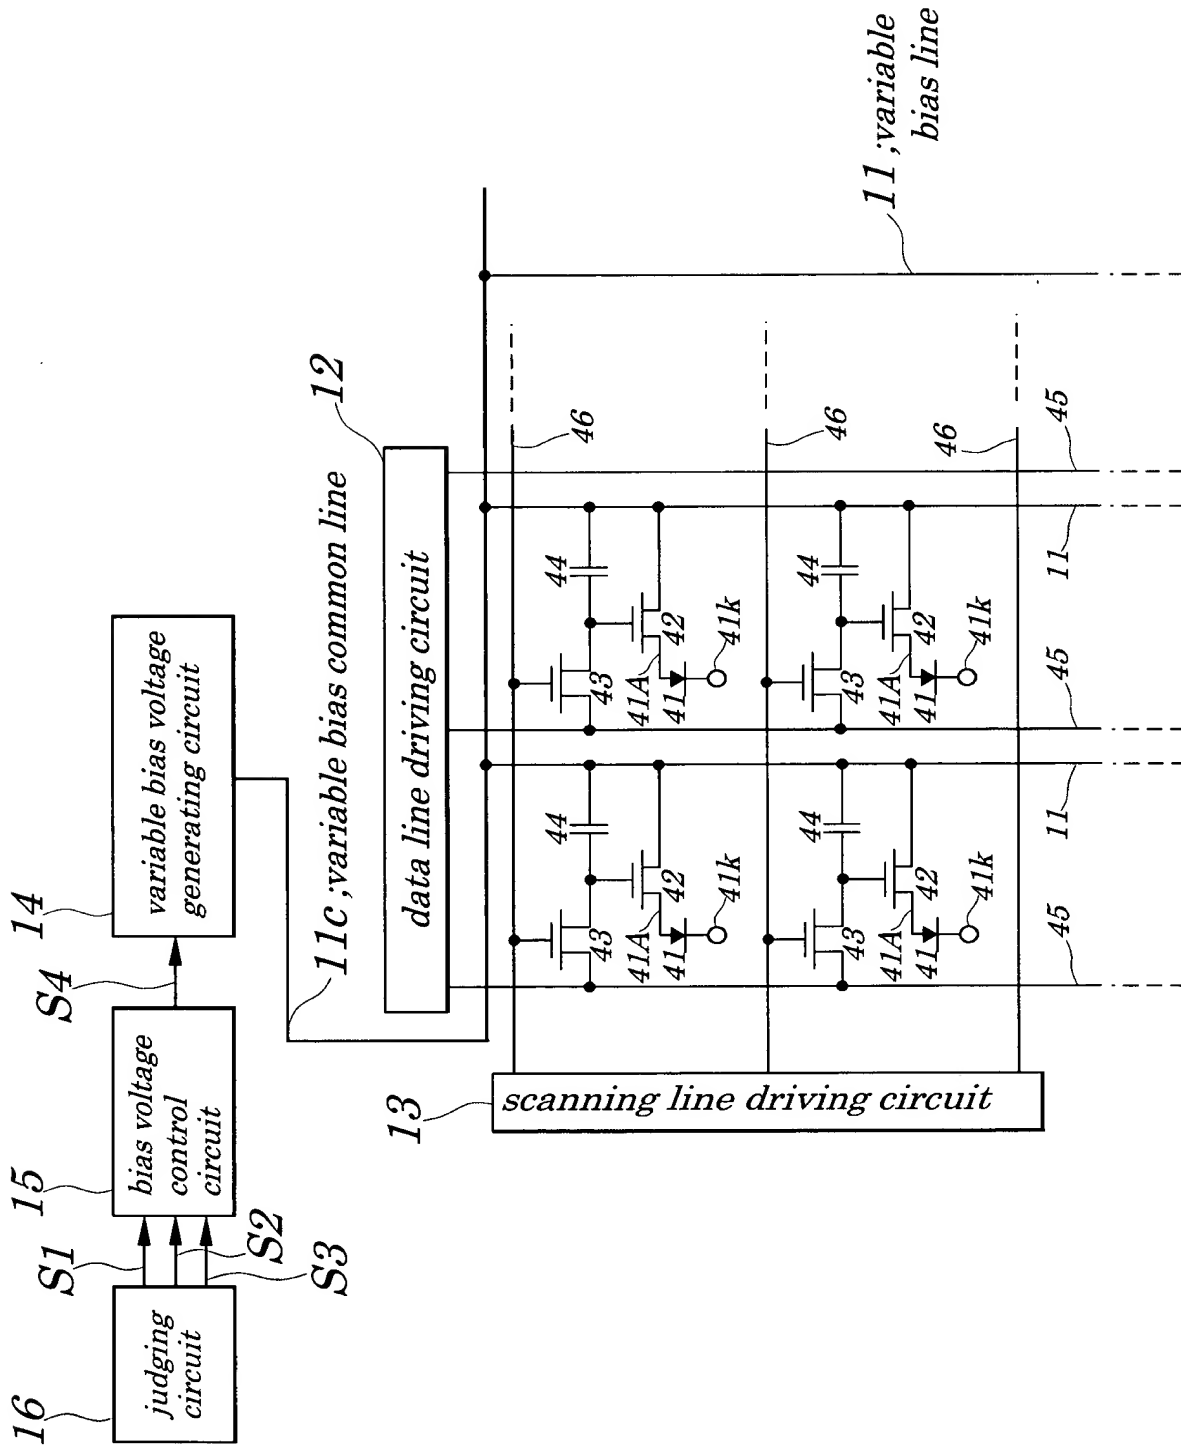 16
judging
circuit
S1
S2
S3
15
bias voltage
control
circuit
S4
14
variable bias voltage
generating circuit
11c ;variable bias common line
12
data line driving circuit
13
scanning line driving circuit
43
44
41A
41
42
41k
43
44
41A
41
42
41k
46
43
44
41A
41
42
41k
43
44
41A
41
42
41k
46
46
45
11
45
11
45
11 ;variable
bias line